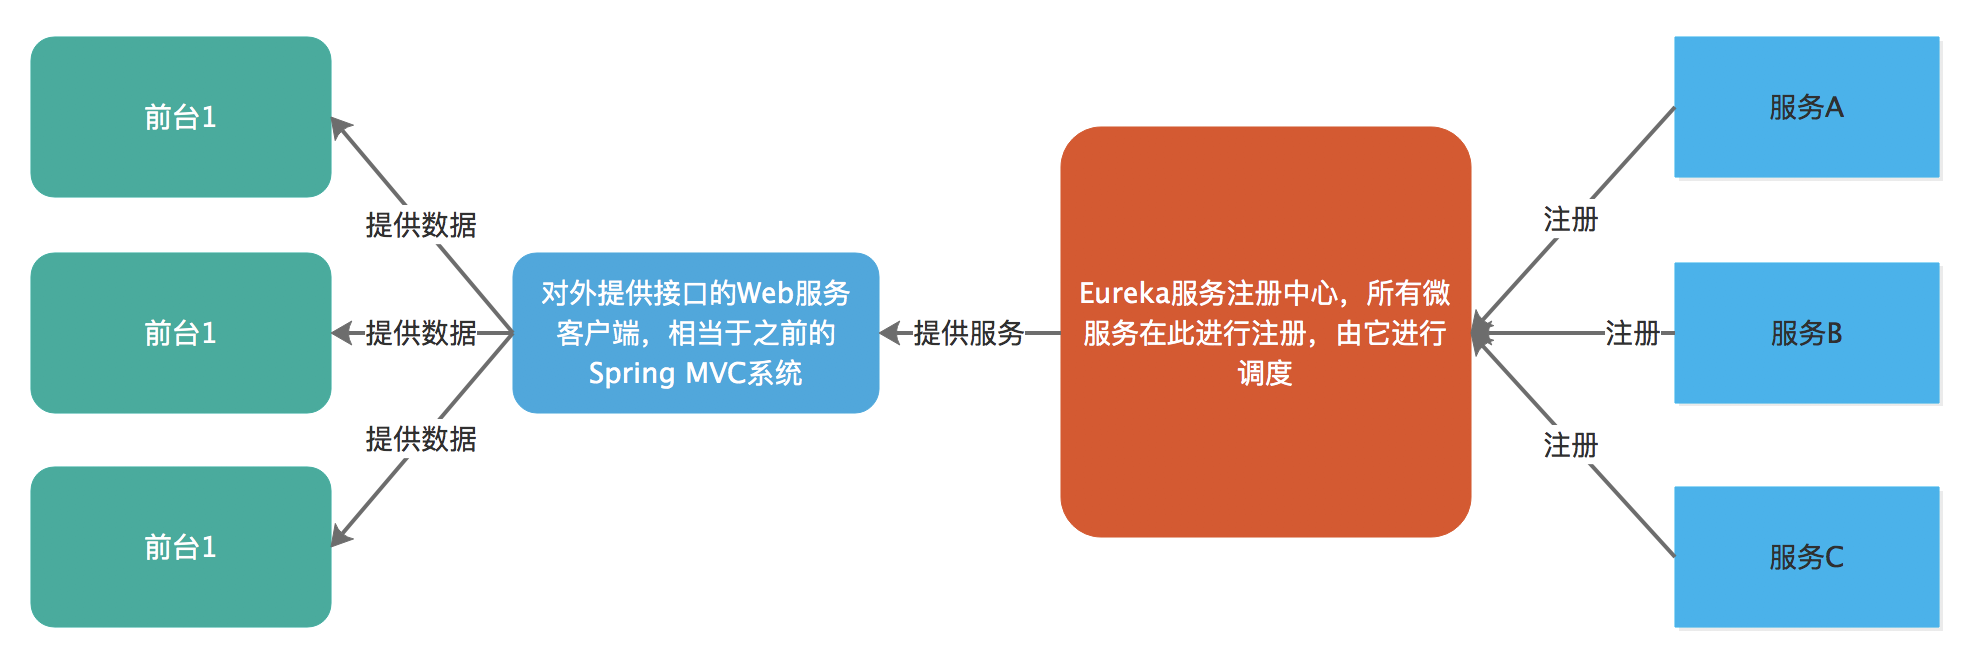 前台1
前台1
前台1
提供数据
提供数据
提供数据
对外提供接口的Web服务
客户端，相当于之前的
Spring MVC系统
提供服务
Eureka服务注册中心，所有微
服务在此进行注册，由它进行
调度
注册
注册
注册
服务A
服务B
服务C